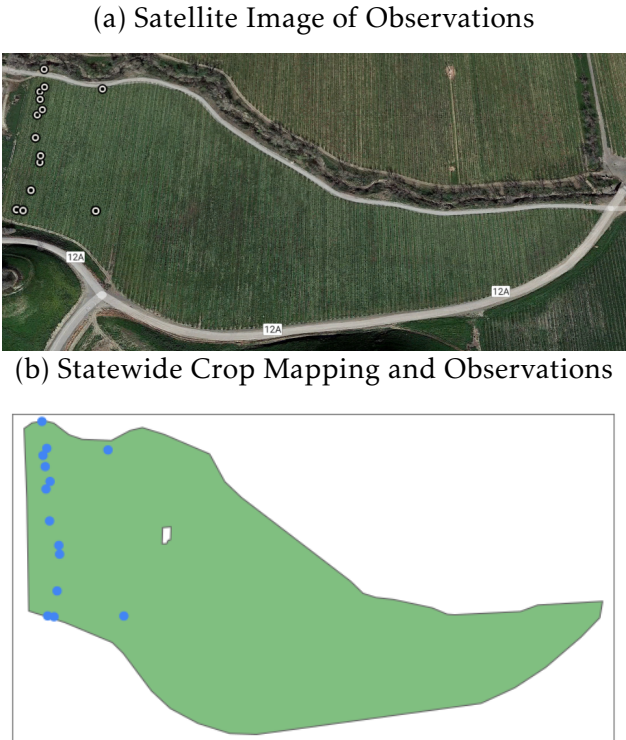 (a) Satellite Image of Observations
12A
12A
12A
(b) Statewide Crop Mapping and Observations